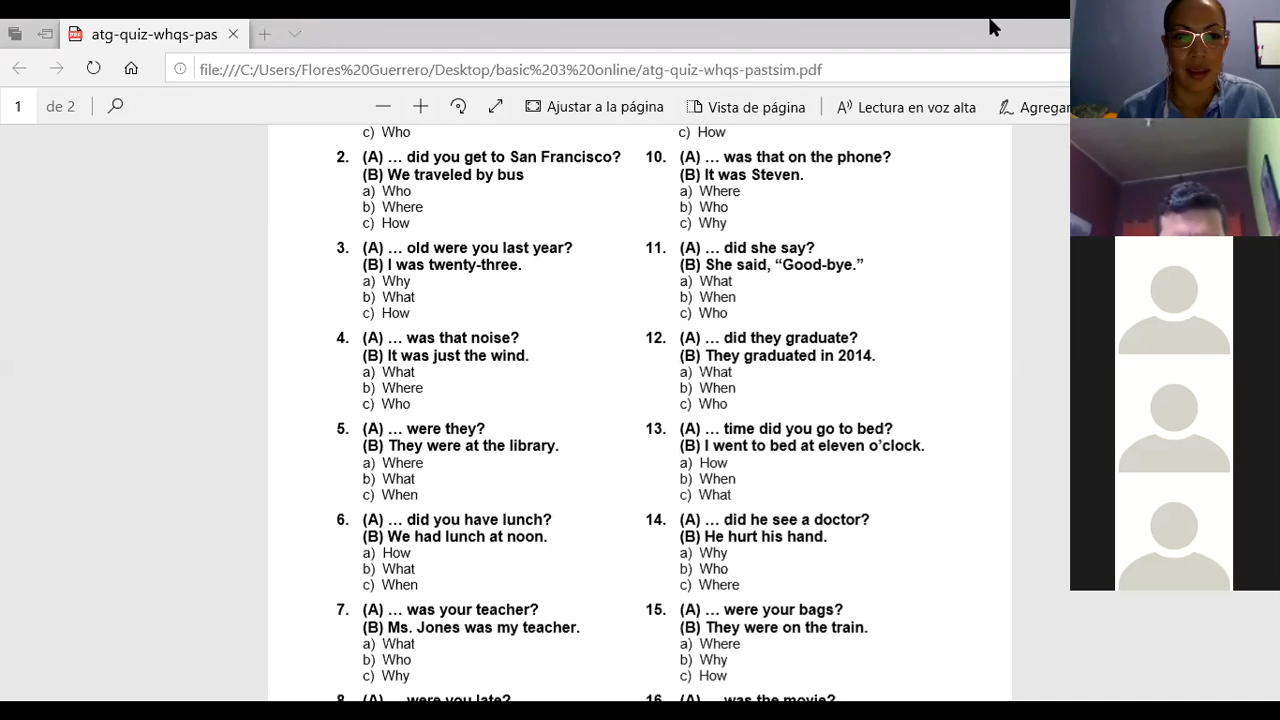 atg-quiz-whqs-pas
file:///C:/Users/Flores%20Guerrero/Desktop/basic%203%20online/atg-quiz-whqs-pastsim.pdf
1 de 2
Ajustar a la página
Vista de página
Lectura en voz alta
Agregar
c) Who
2. (A) … did you get to San Francisco?
(B) We traveled by bus
a) Who
b) Where
c) How
3. (A) … old were you last year?
(B) I was twenty-three.
a) Why
b) What
c) How
4. (A) … was that noise?
(B) It was just the wind.
a) What
b) Where
c) Who
5. (A) … were they?
(B) They were at the library.
a) Where
b) What
c) When
6. (A) … did you have lunch?
(B) We had lunch at noon.
a) How
b) What
c) When
7. (A) … was your teacher?
(B) Ms. Jones was my teacher.
a) What
b) Who
c) Why
8. (A) … were you late?
c) How
10. (A) … was that on the phone?
(B) It was Steven.
a) Where
b) Who
c) Why
11. (A) … did she say?
(B) She said, “Good-bye.”
a) What
b) When
c) Who
12. (A) … did they graduate?
(B) They graduated in 2014.
a) What
b) When
c) Who
13. (A) … time did you go to bed?
(B) I went to bed at eleven o’clock.
a) How
b) When
c) What
14. (A) … did he see a doctor?
(B) He hurt his hand.
a) Why
b) Who
c) Where
15. (A) … were your bags?
(B) They were on the train.
a) Where
b) Why
c) How
16. (A) … was the movie?